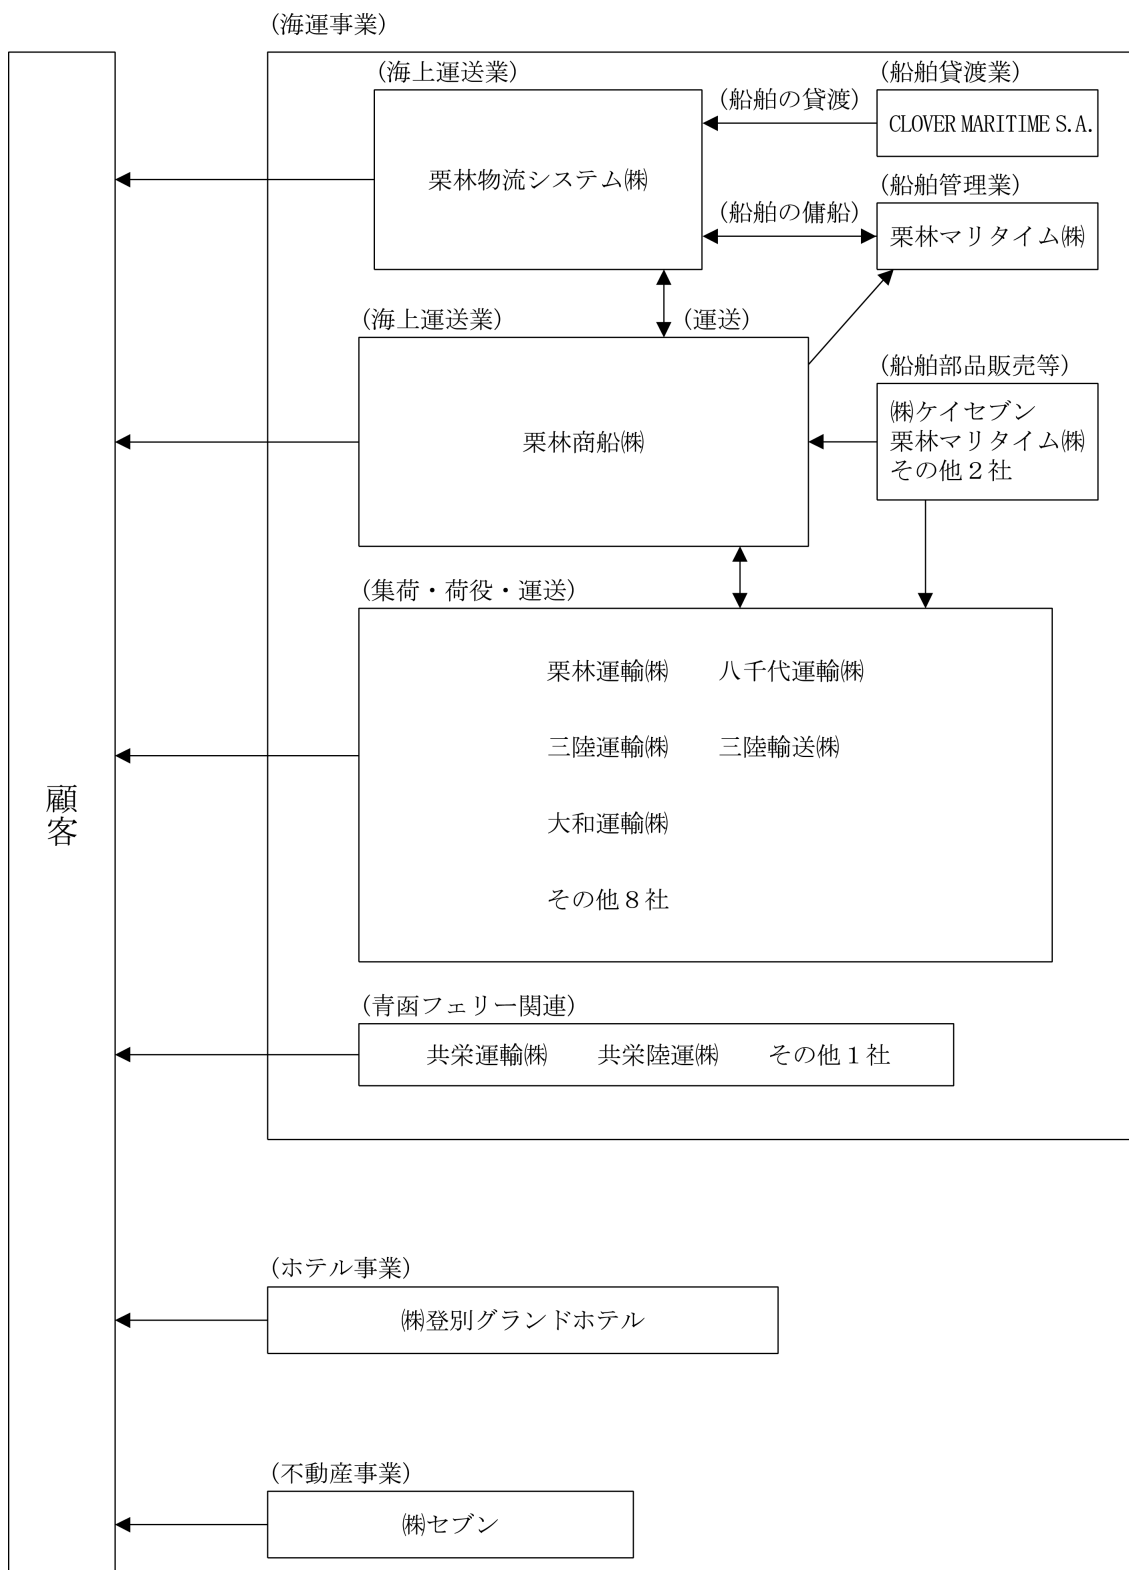 (海運事業)
(海上運送業)
(船舶貸渡業)
(船舶の貸渡)
CLOVER MARITIME S.A.
栗林物流システム㈱
(船舶管理業)
(船舶の傭船)
栗林マリタイム㈱
(海上運送業)
(運送)
(船舶部品販売等)
㈱ケイセブン
栗林マリタイム㈱
その他２社
栗林商船㈱
(集荷・荷役・運送)
栗林運輸㈱ 八千代運輸㈱
三陸運輸㈱ 三陸輸送㈱
大和運輸㈱
その他８社
顧客
(青函フェリー関連)
共栄運輸㈱ 共栄陸運㈱ その他１社
(ホテル事業)
㈱登別グランドホテル
(不動産事業)
㈱セブン